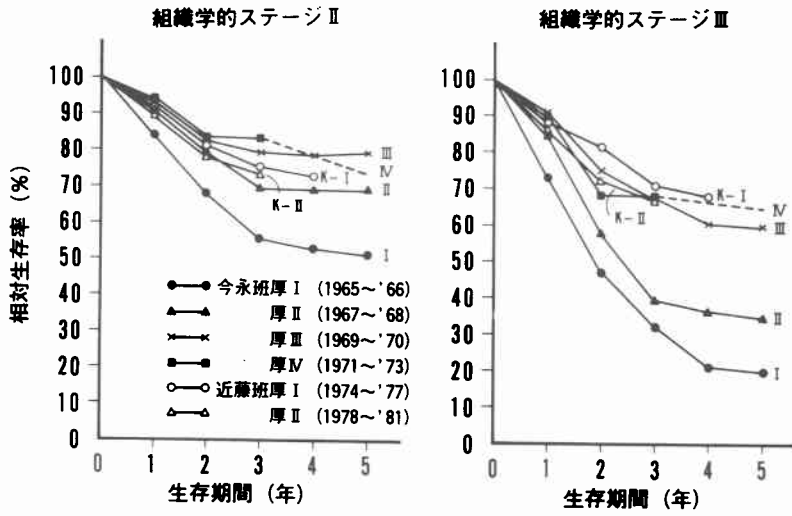 組織学的ステージⅡ
相対生存率 (%)
100
90
80
70
60
50
40
30
20
10
0
Ⅲ
Ⅳ
K-Ⅰ
Ⅱ
K-Ⅱ
Ⅰ
今永班厚Ⅰ (1965~'66)
厚Ⅱ (1967~'68)
厚Ⅲ (1969~'70)
厚Ⅳ (1971~'73)
近藤班厚Ⅰ (1974~'77)
厚Ⅱ (1978~'81)
0 1 2 3 4 5
生存期間 (年)
組織学的ステージⅢ
100
90
80
70
60
50
40
30
20
10
0
K-Ⅰ
Ⅳ
K-Ⅱ
Ⅲ
Ⅱ
Ⅰ
0 1 2 3 4 5
生存期間 (年)